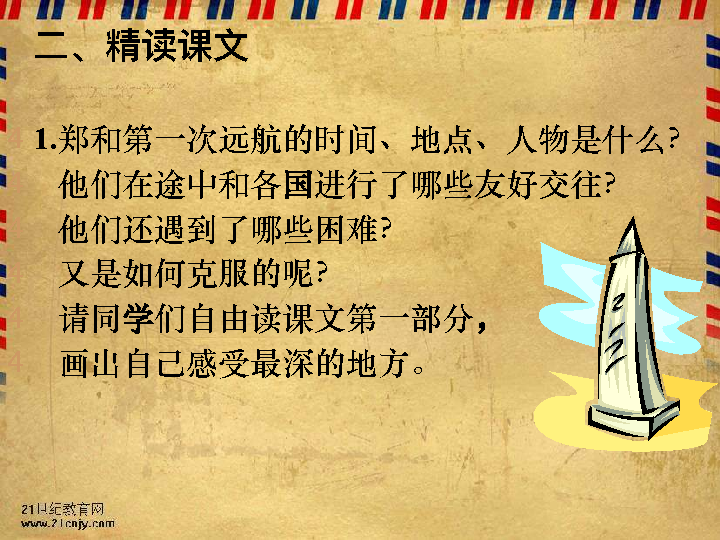 二、精读课文
1.郑和第一次远航的时间、地点、人物是什么?
他们在途中和各国进行了哪些友好交往?
他们还遇到了哪些困难?
又是如何克服的呢?
请同学们自由读课文第一部分，
画出自己感受最深的地方。
21世纪教育网
www.21cnjy.com